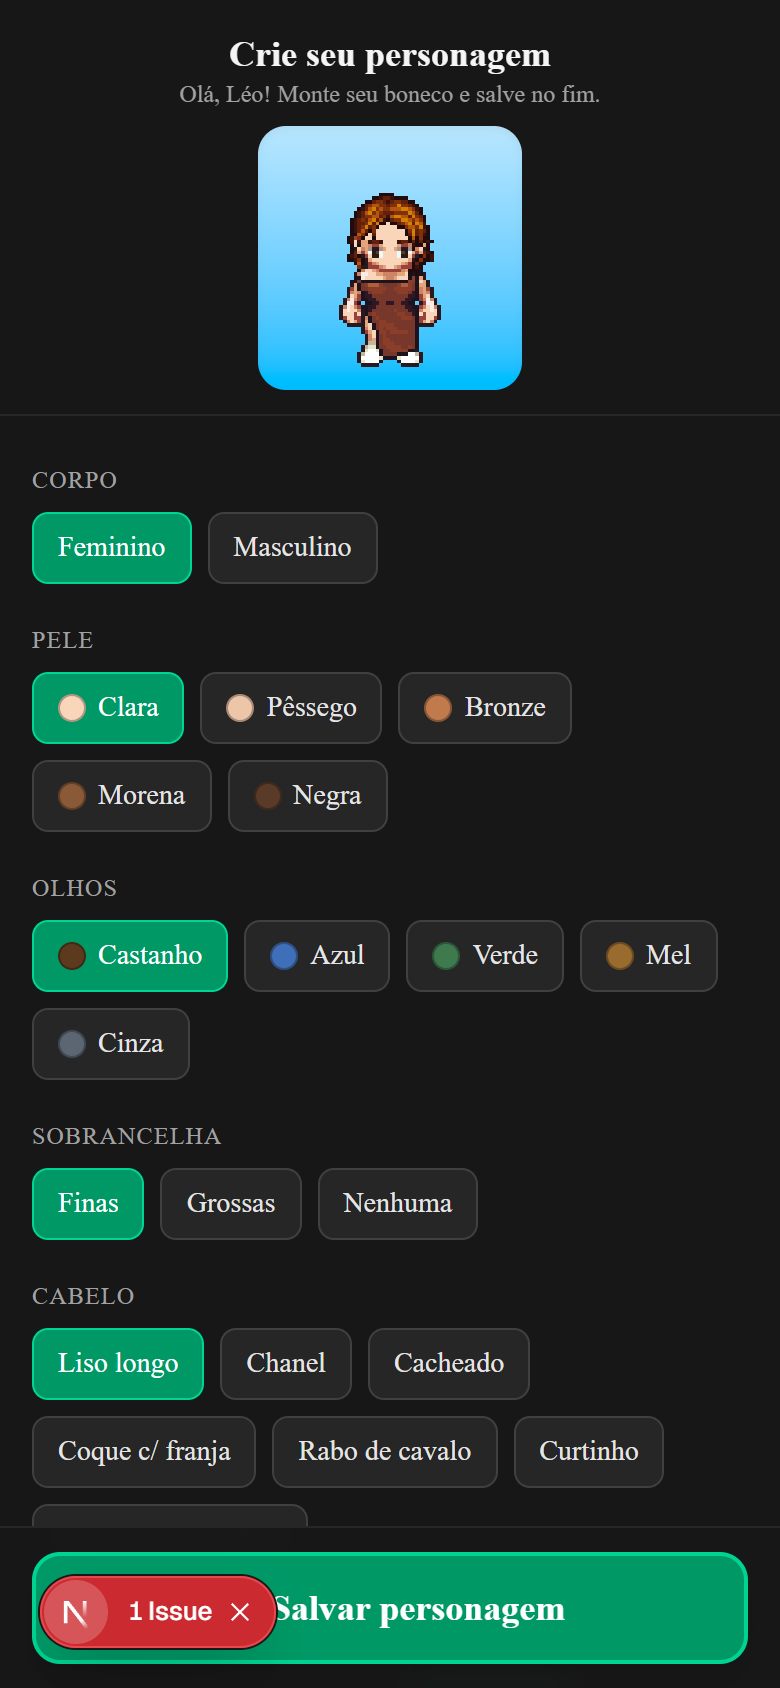 Crie seu personagem
Olá, Léo! Monte seu boneco e salve no fim.
CORPO
Feminino Masculino
PELE
Clara Pêssego Bronze
Morena Negra
OLHOS
Castanho Azul Verde Mel
Cinza
SOBRANCELHA
Finas Grossas Nenhuma
CABELO
Liso longo Chanel Cacheado
Coque c/ franja Rabo de cavalo Curtinho
N 1 Issue Salvar personagem